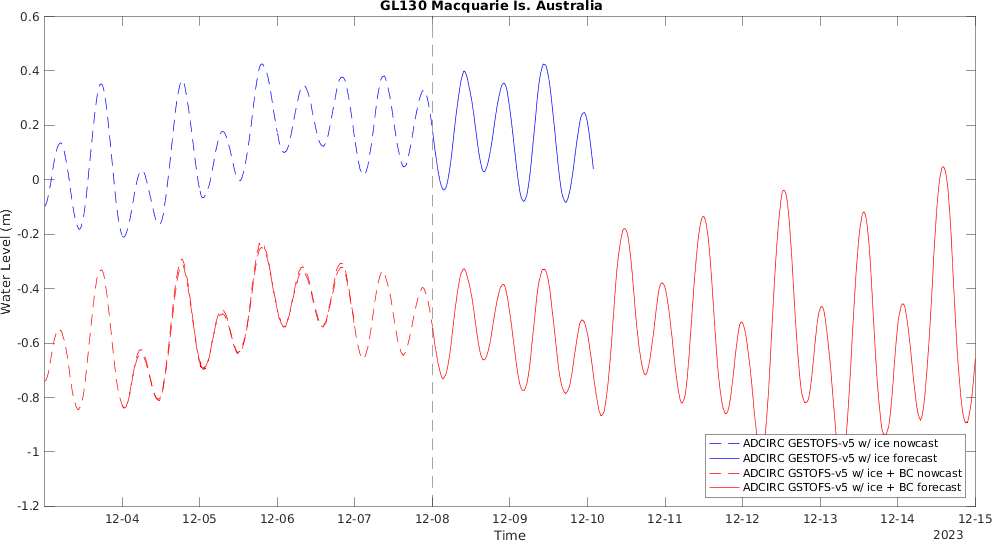 GL130 Macquarie Is. Australia
0.6
0.4
0.2
0
-0.2
-0.4
-0.6
-0.8
-1
-1.2
Water Level (m)
ADCIRC GESTOFS-v5 w/ ice nowcast
ADCIRC GESTOFS-v5 w/ ice forecast
ADCIRC GSTOFS-v5 w/ ice + BC nowcast
ADCIRC GSTOFS-v5 w/ ice + BC forecast
12-04 12-05 12-06 12-07 12-08 12-09 12-10 12-11 12-12 12-13 12-14 12-15
Time
2023